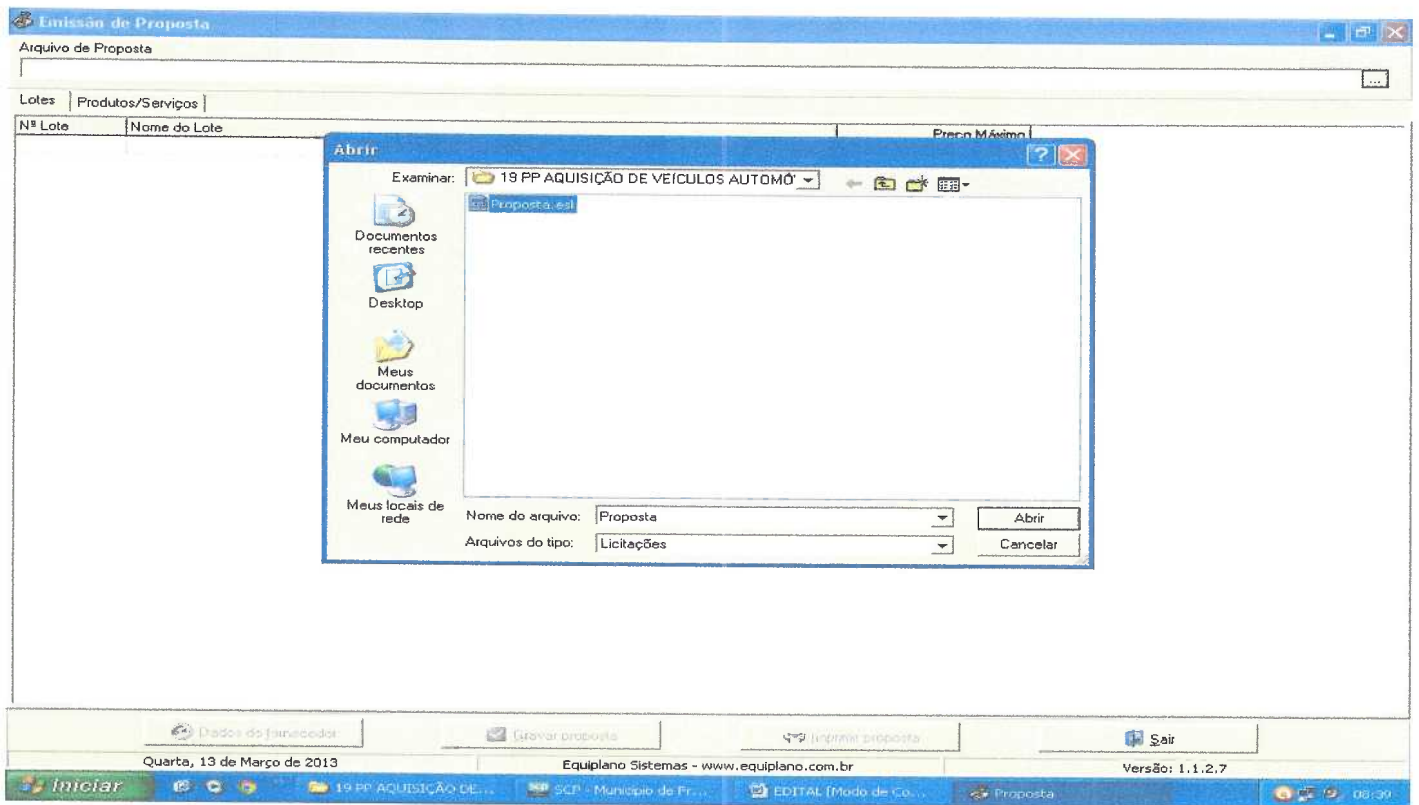 Emissão de Proposta
Arquivo de Proposta
...
Lotes Produtos/Serviços
Nº Lote Nome do Lote Preço Máximo
Abrir
Examinar: 19 PP AQUISIÇÃO DE VEÍCULOS AUTOMÓ
Proposta.esl
Documentos recentes
Desktop
Meus documentos
Meu computador
Meus locais de rede
Nome do arquivo: Proposta Abrir
Arquivos do tipo: Licitações Cancelar
Dados do fornecedor Gravar proposta Imprimir proposta Sair
Quarta, 13 de Março de 2013 Equiplano Sistemas - www.equiplano.com.br Versão: 1.1.2.7
Iniciar 19 PP AQUISIÇÃO DE... SCP - Município de Fr... EDITAL [Modo de Co... Proposta 08:39